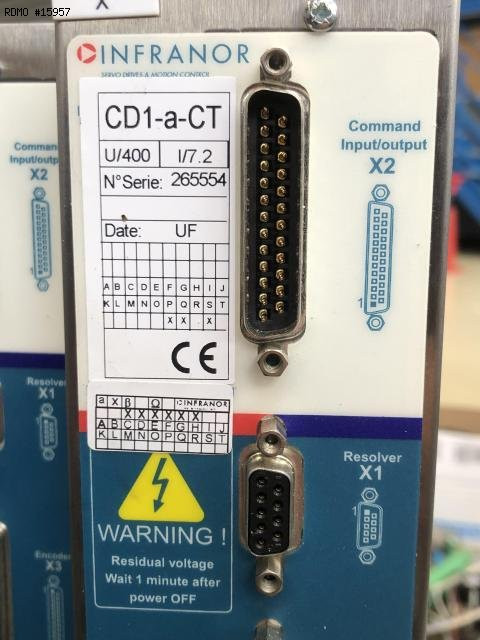 RDMO #15957
X
INFRANOR
SERVO DRIVES & MOTION CONTROL
CD1-a-CT
U/400 I/7.2
N°Serie: 265554
Date: UF
A B C D E F G H I J
K L M N O P Q R S T
X X X
CE
Command
Input/output
X2
1
a X β Ω INFRANOR
X X X X X X
A B C D E F G H I J
K L M N O P Q R S T
Resolver
X1
1
WARNING !
Residual voltage
Wait 1 minute after
power OFF
Command
Input/output
X2
1
Resolver
X1
Encoder
X3